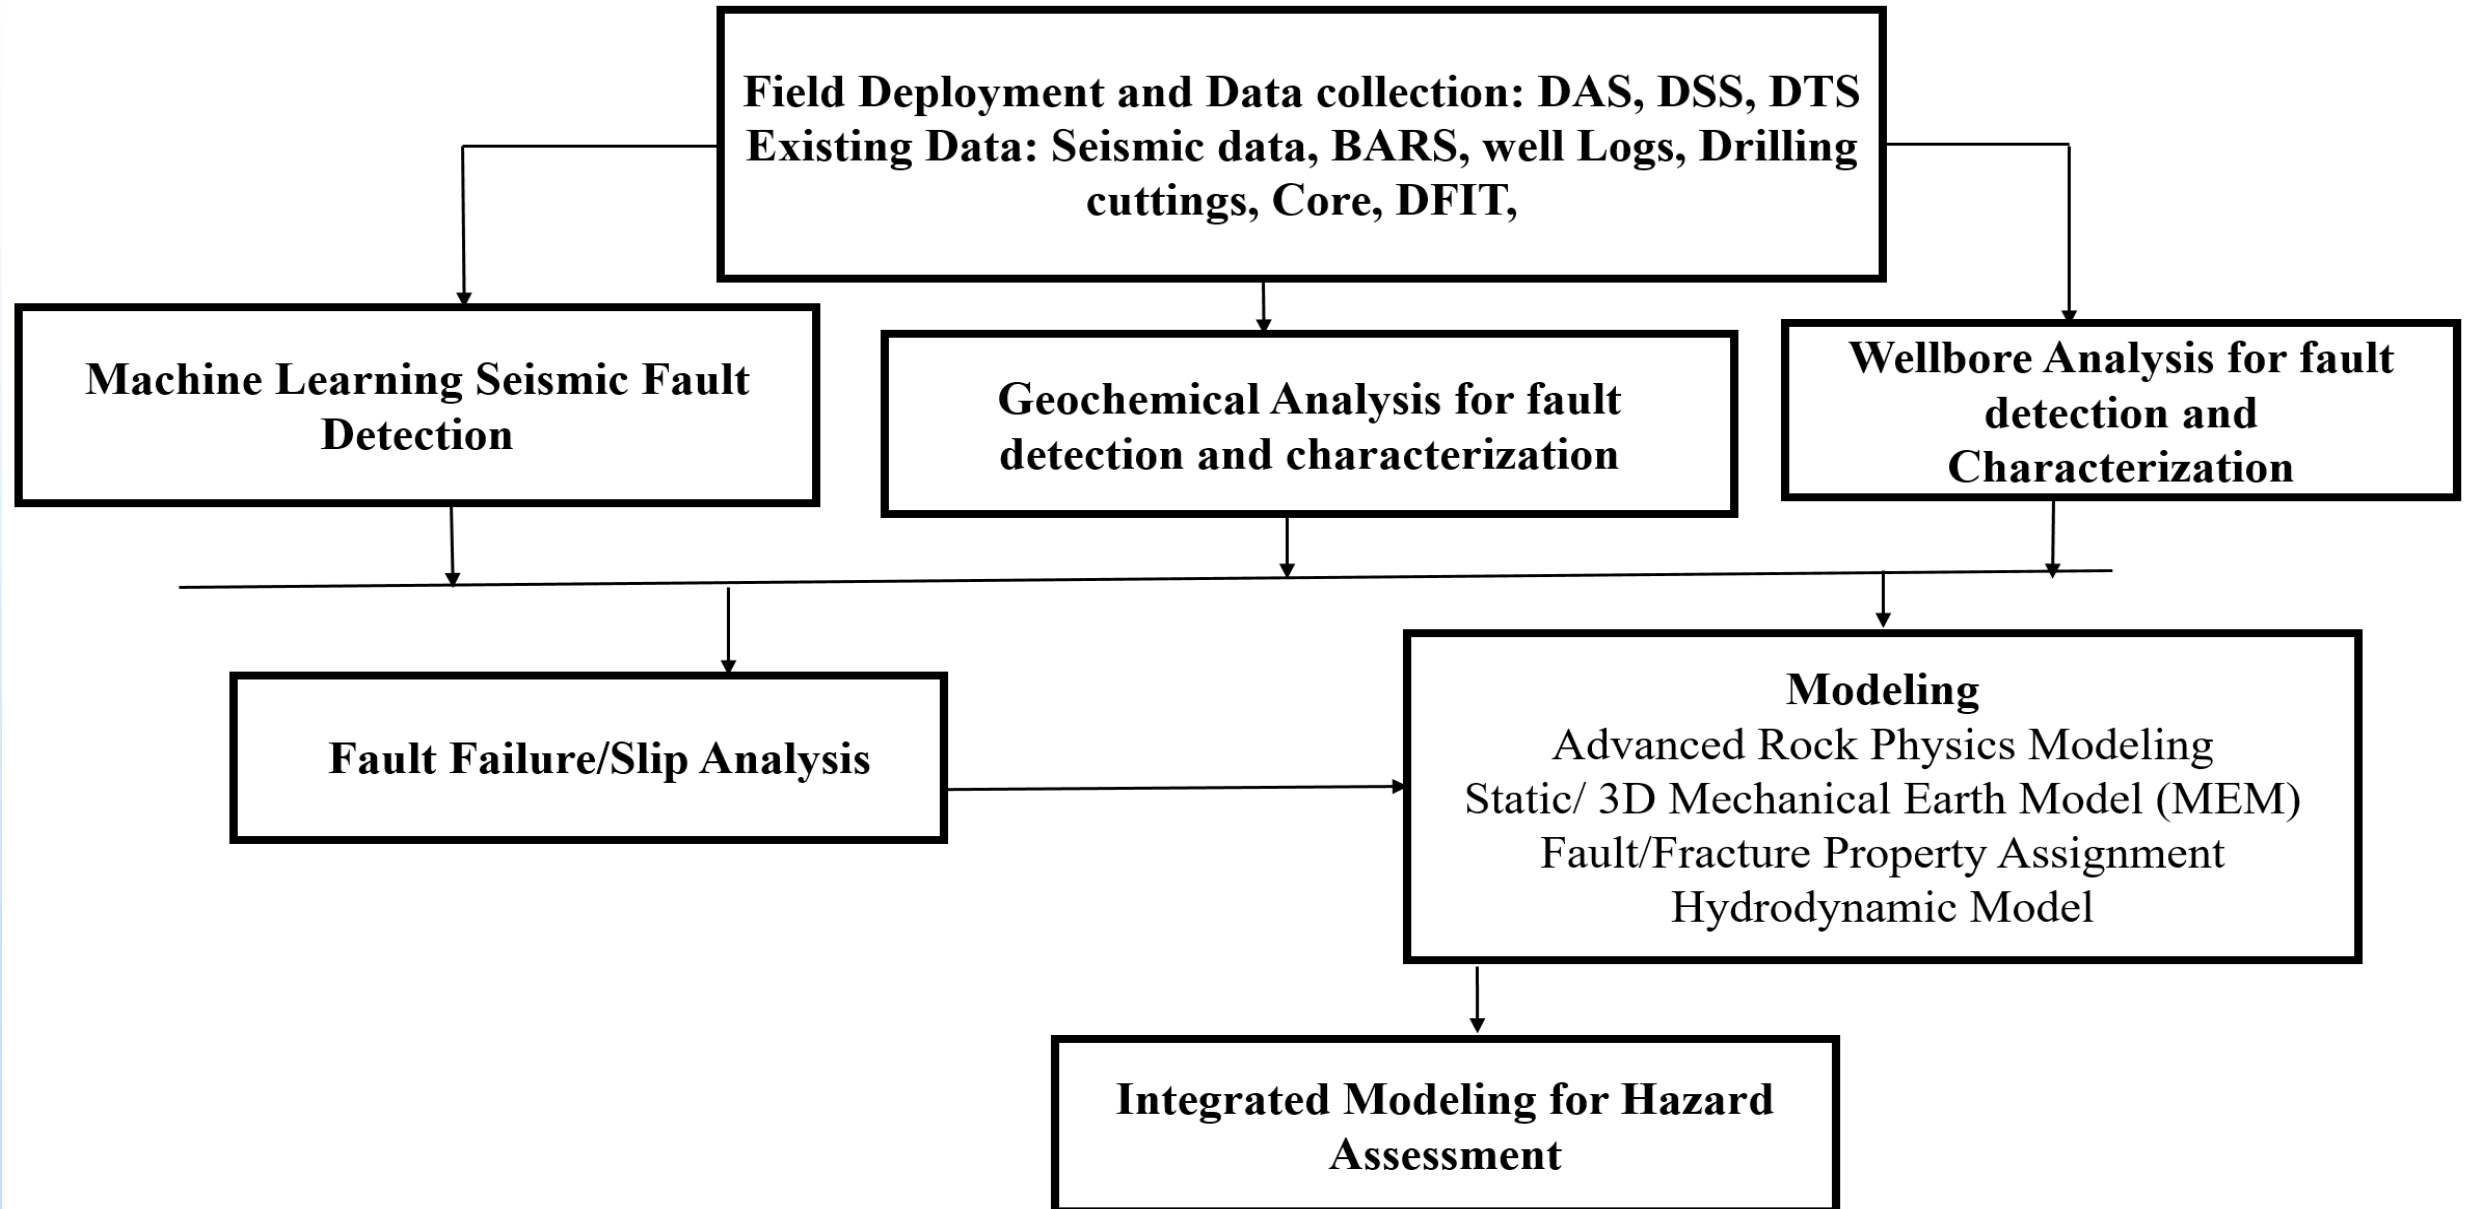 Field Deployment and Data collection: DAS, DSS, DTS
Existing Data: Seismic data, BARS, well Logs, Drilling
cuttings, Core, DFIT,
Machine Learning Seismic Fault
Detection
Geochemical Analysis for fault
detection and characterization
Wellbore Analysis for fault
detection and
Characterization
Fault Failure/Slip Analysis
Modeling
Advanced Rock Physics Modeling
Static/ 3D Mechanical Earth Model (MEM)
Fault/Fracture Property Assignment
Hydrodynamic Model
Integrated Modeling for Hazard
Assessment